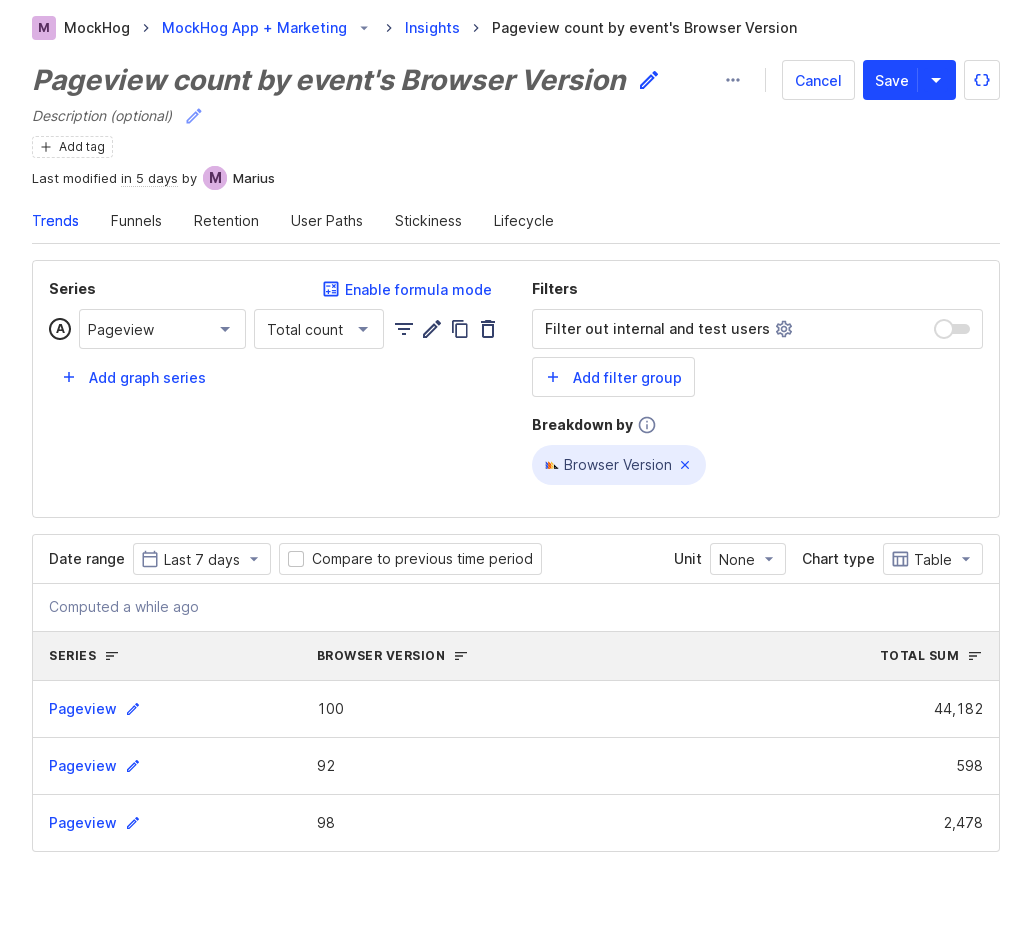 M MockHog MockHog App + Marketing Insights Pageview count by event's Browser Version
Pageview count by event's Browser Version
Cancel Save
Description (optional)
Add tag
Last modified in 5 days by M Marius
Trends Funnels Retention User Paths Stickiness Lifecycle
Series Enable formula mode
A Pageview Total count
Add graph series
Filters
Filter out internal and test users
Add filter group
Breakdown by
Browser Version
Date range Last 7 days Compare to previous time period Unit None Chart type Table
Computed a while ago
SERIES BROWSER VERSION TOTAL SUM
Pageview 100 44,182
Pageview 92 598
Pageview 98 2,478